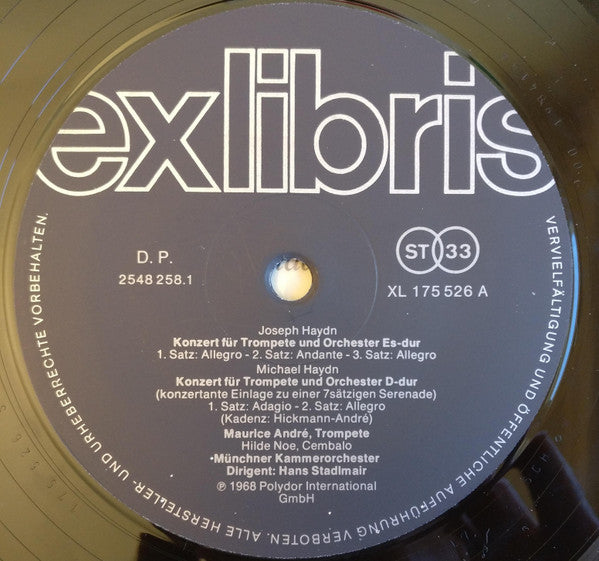 exlibris
D. P.
2548 258.1
ST 33
XL 175 526 A
Joseph Haydn
Konzert für Trompete und Orchester Es-dur
1. Satz: Allegro - 2. Satz: Andante - 3. Satz: Allegro
Michael Haydn
Konzert für Trompete und Orchester D-dur
(konzertante Einlage zu einer 7sätzigen Serenade)
1. Satz: Adagio - 2. Satz: Allegro
(Kadenz: Hickmann-André)
Maurice André, Trompete
Hilde Noe, Cembalo
Münchner Kammerorchester
Dirigent: Hans Stadlmair
℗ 1968 Polydor International
GmbH
ALLE HERSTELLER- UND URHEBERRECHTE VORBEHALTEN.
VERVIELFÄLTIGUNG UND ÖFFENTLICHE AUFFÜHRUNG VERBOTEN.